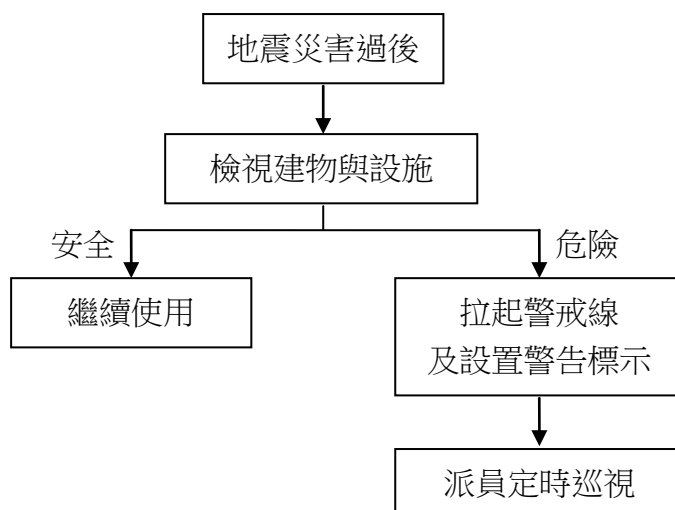 地震災害過後
檢視建物與設施
安全
危險
繼續使用
拉起警戒線
及設置警告標示
派員定時巡視